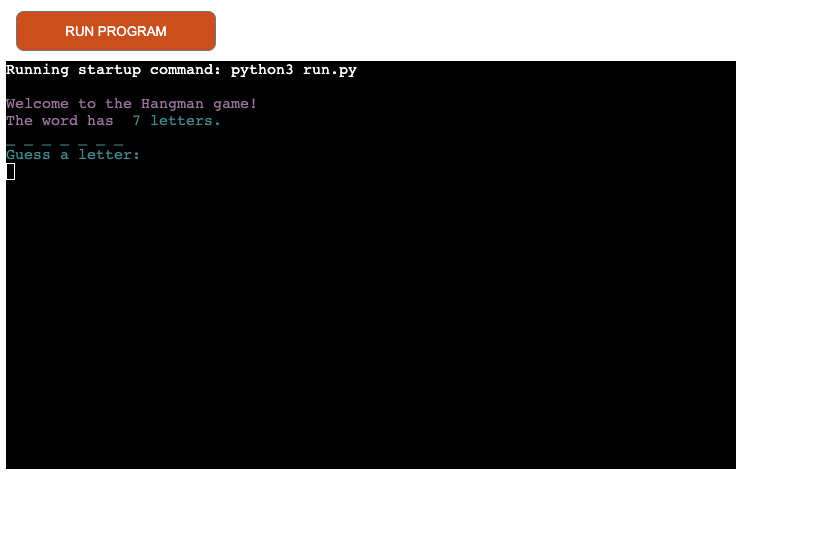 RUN PROGRAM
Running startup command: python3 run.py
Welcome to the Hangman game!
The word has  7 letters.
_ _ _ _ _ _ _
Guess a letter: